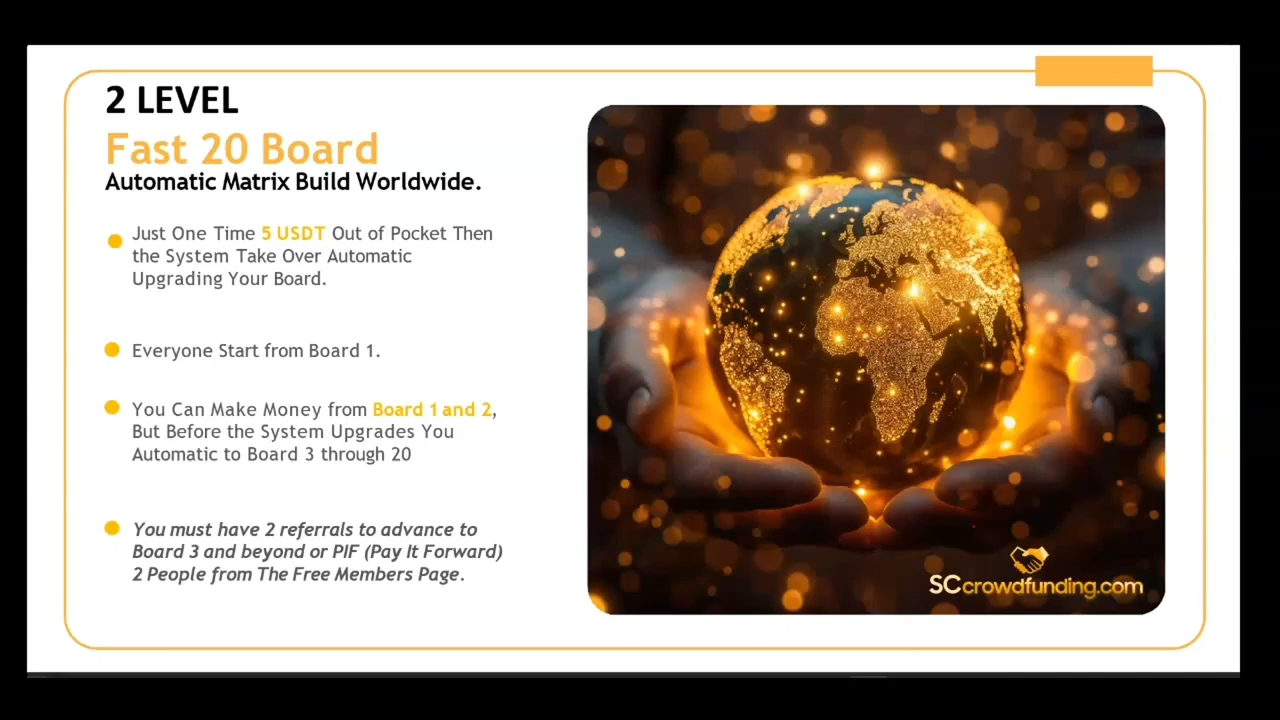 2 LEVEL
Fast 20 Board
Automatic Matrix Build Worldwide.
Just One Time 5 USDT Out of Pocket Then
the System Take Over Automatic
Upgrading Your Board.
Everyone Start from Board 1.
You Can Make Money from Board 1 and 2,
But Before the System Upgrades You
Automatic to Board 3 through 20
You must have 2 referrals to advance to
Board 3 and beyond or PIF (Pay It Forward)
2 People from The Free Members Page.
SCcrowdfunding.com